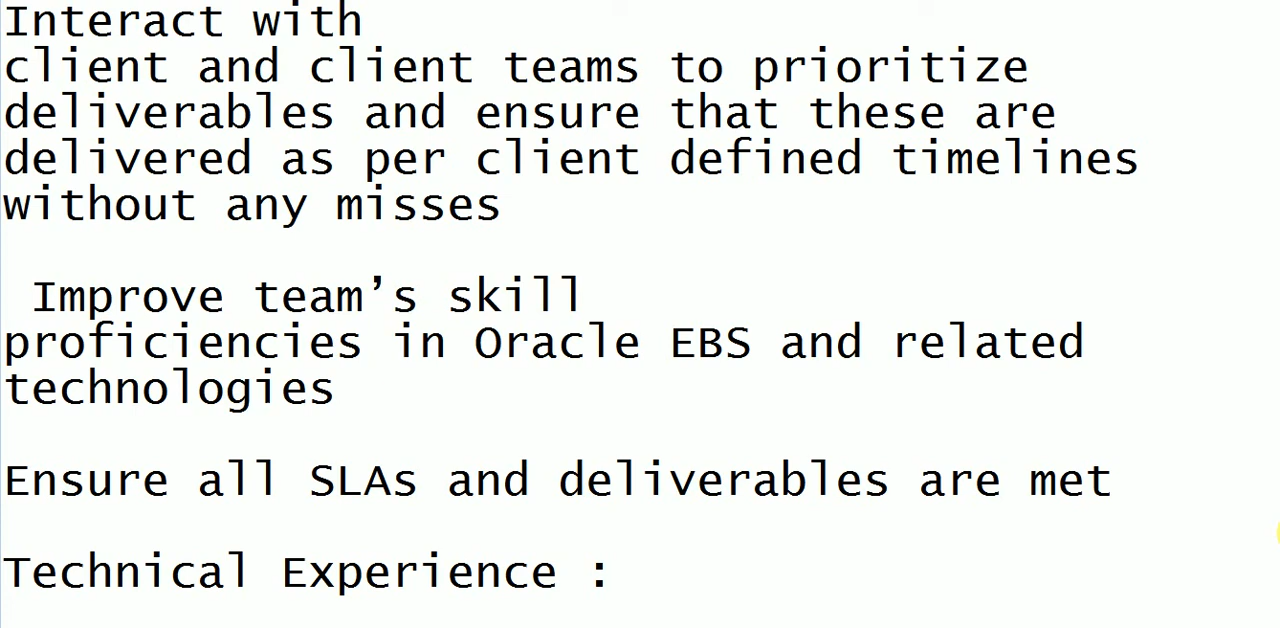 Interact with
client and client teams to prioritize
deliverables and ensure that these are
delivered as per client defined timelines
without any misses
Improve team’s skill
proficiencies in Oracle EBS and related
technologies
Ensure all SLAs and deliverables are met
Technical Experience :